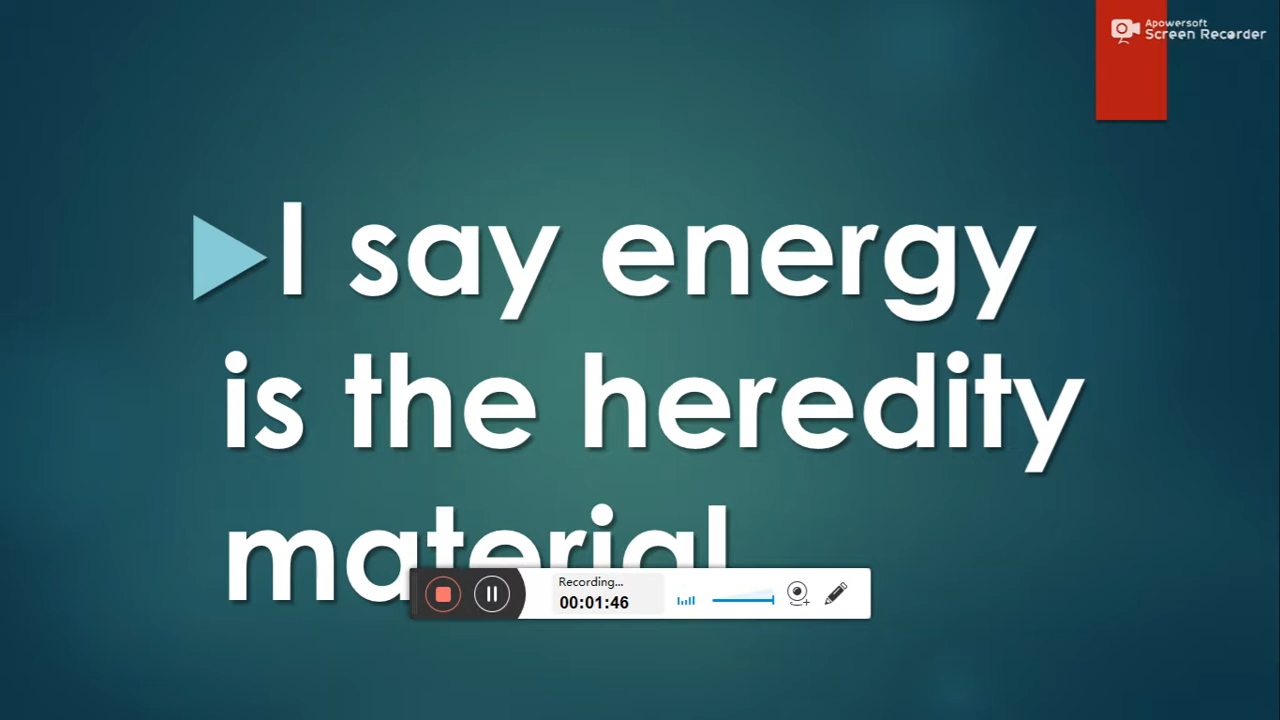 Apowersoft
Screen Recorder
I say energy
is the heredity
material
Recording...
00:01:46